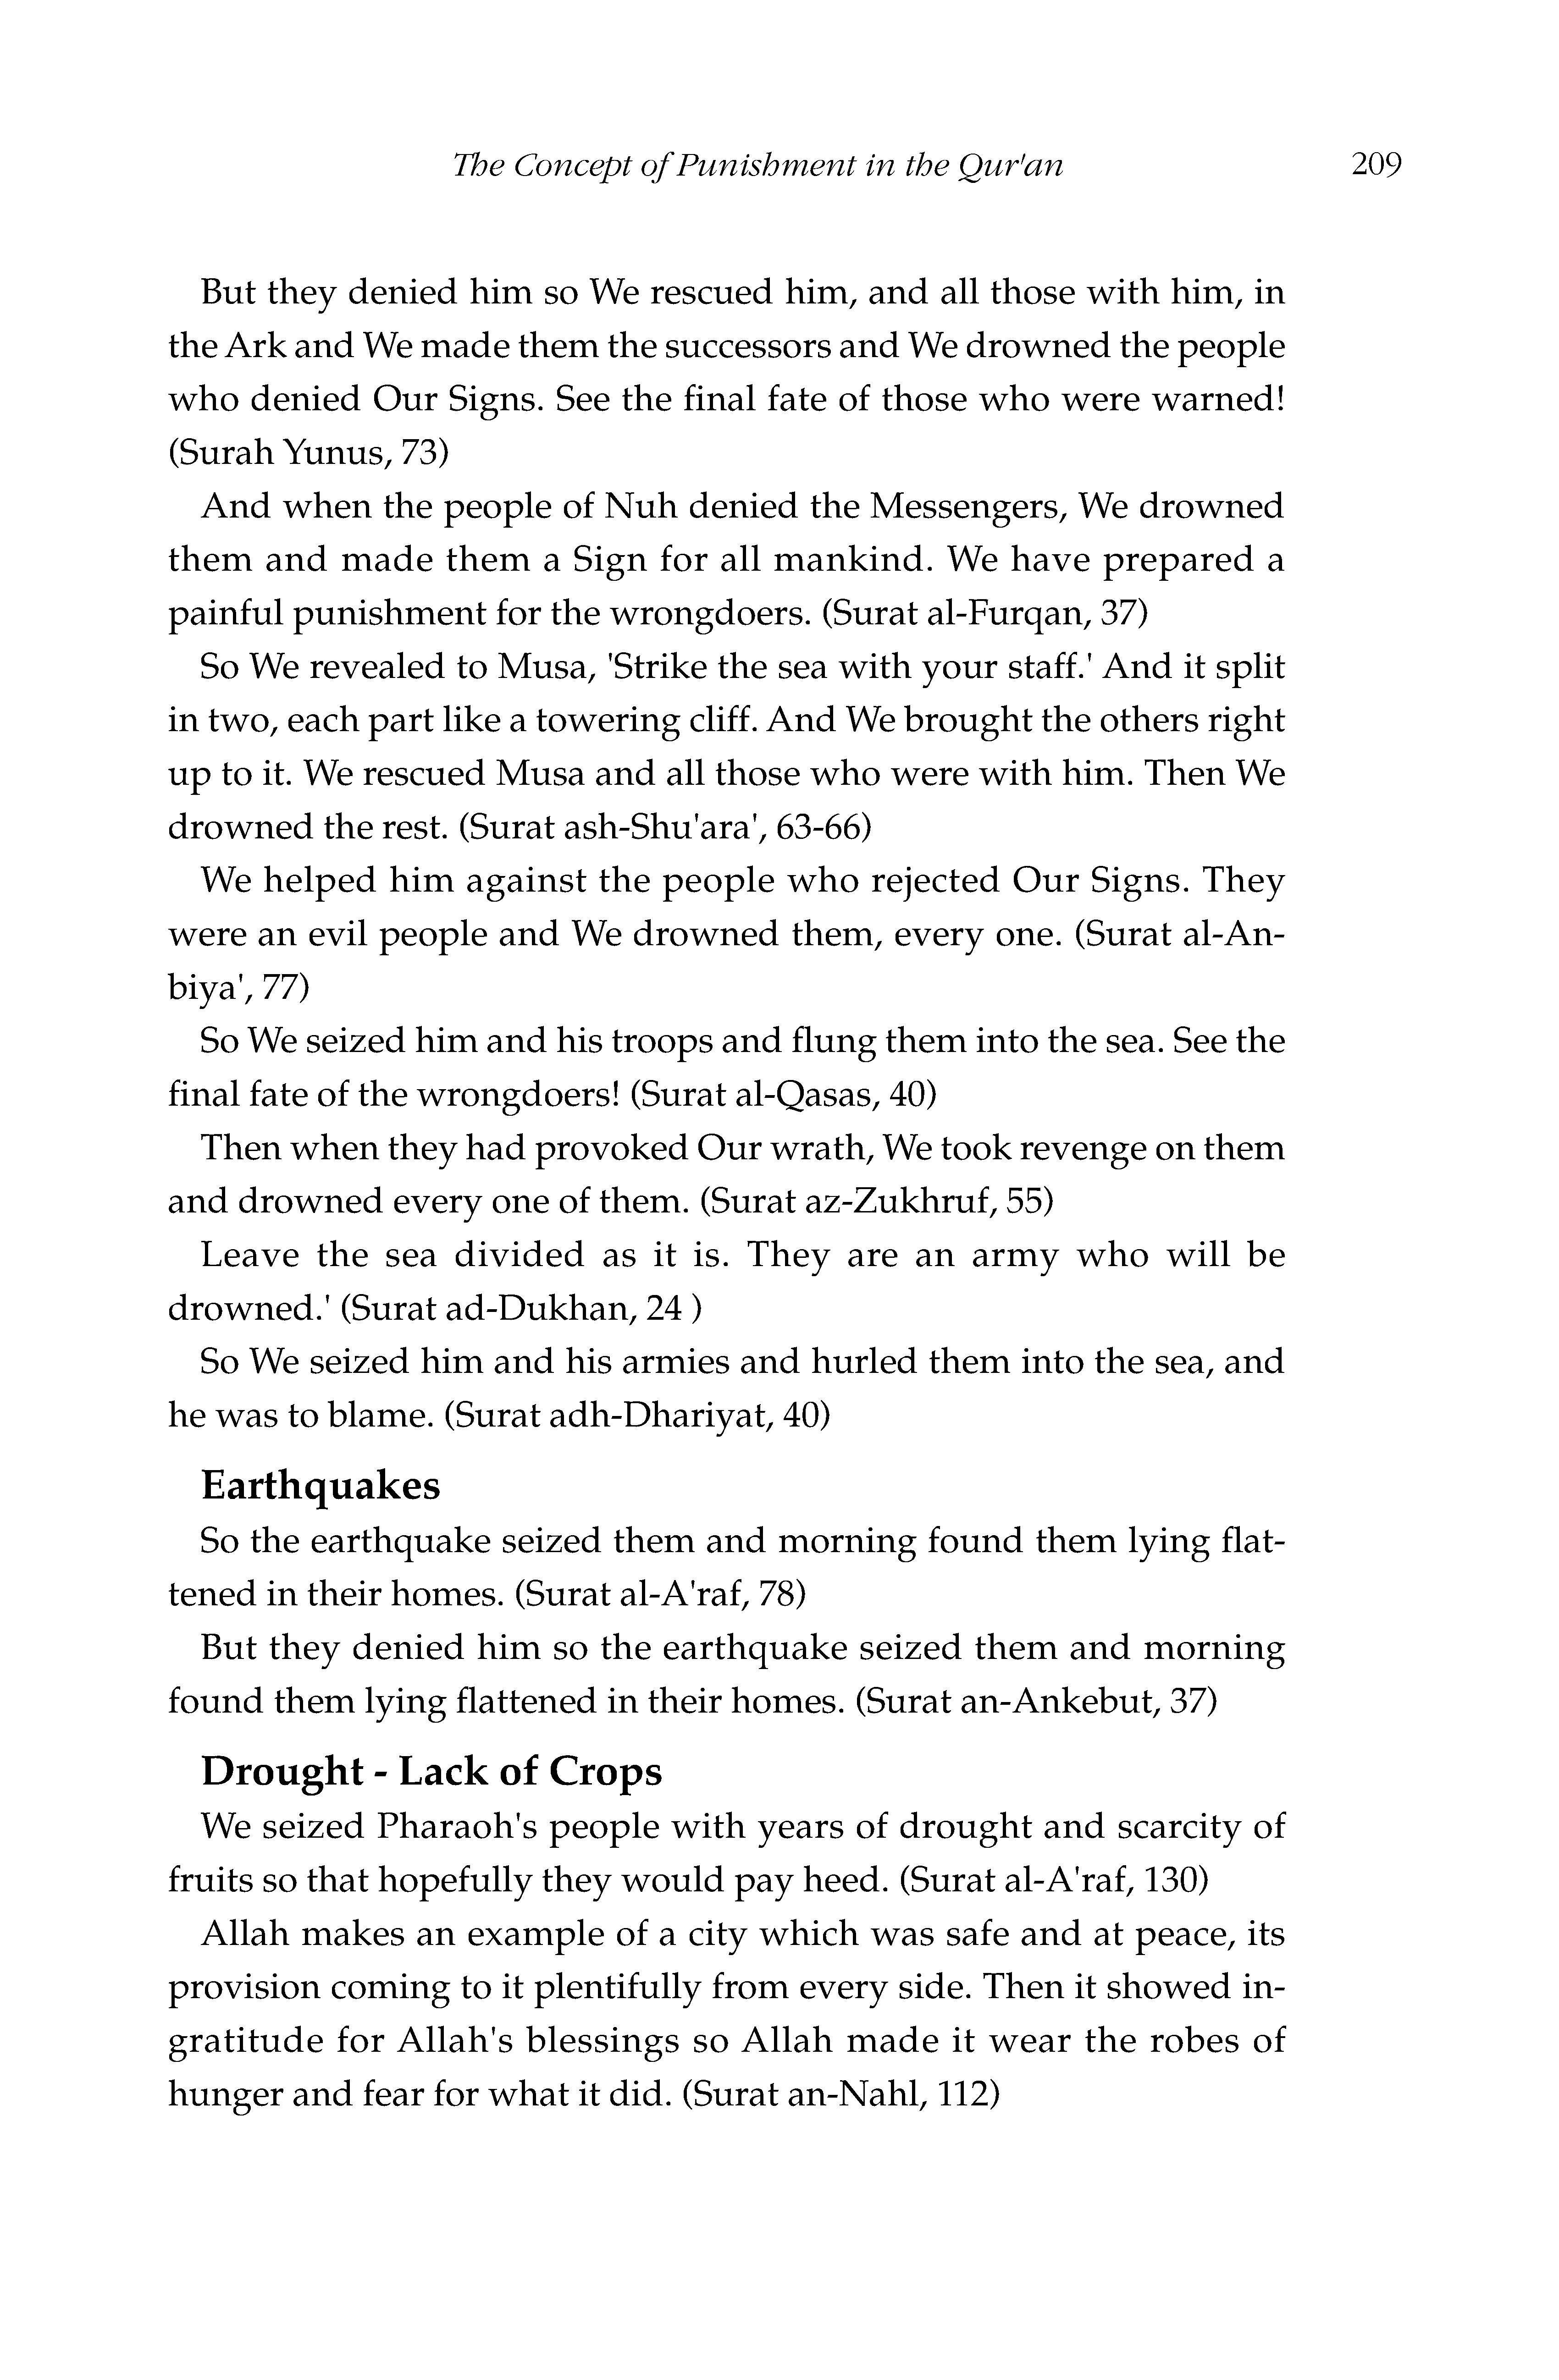 The Concept of Punishment in the Qur'an 209
But they denied him so We rescued him, and all those with him, in
the Ark and We made them the successors and We drowned the people
who denied Our Signs. See the final fate of those who were warned!
(Surah Yunus, 73)
And when the people of Nuh denied the Messengers, We drowned
them and made them a Sign for all mankind. We have prepared a
painful punishment for the wrongdoers. (Surat al-Furqan, 37)
So We revealed to Musa, 'Strike the sea with your staff.' And it split
in two, each part like a towering cliff. And We brought the others right
up to it. We rescued Musa and all those who were with him. Then We
drowned the rest. (Surat ash-Shu'ara', 63-66)
We helped him against the people who rejected Our Signs. They
were an evil people and We drowned them, every one. (Surat al-An-
biya', 77)
So We seized him and his troops and flung them into the sea. See the
final fate of the wrongdoers! (Surat al-Qasas, 40)
Then when they had provoked Our wrath, We took revenge on them
and drowned every one of them. (Surat az-Zukhruf, 55)
Leave the sea divided as it is. They are an army who will be
drowned.' (Surat ad-Dukhan, 24 )
So We seized him and his armies and hurled them into the sea, and
he was to blame. (Surat adh-Dhariyat, 40)
Earthquakes
So the earthquake seized them and morning found them lying flat-
tened in their homes. (Surat al-A'raf, 78)
But they denied him so the earthquake seized them and morning
found them lying flattened in their homes. (Surat an-Ankebut, 37)
Drought - Lack of Crops
We seized Pharaoh's people with years of drought and scarcity of
fruits so that hopefully they would pay heed. (Surat al-A'raf, 130)
Allah makes an example of a city which was safe and at peace, its
provision coming to it plentifully from every side. Then it showed in-
gratitude for Allah's blessings so Allah made it wear the robes of
hunger and fear for what it did. (Surat an-Nahl, 112)